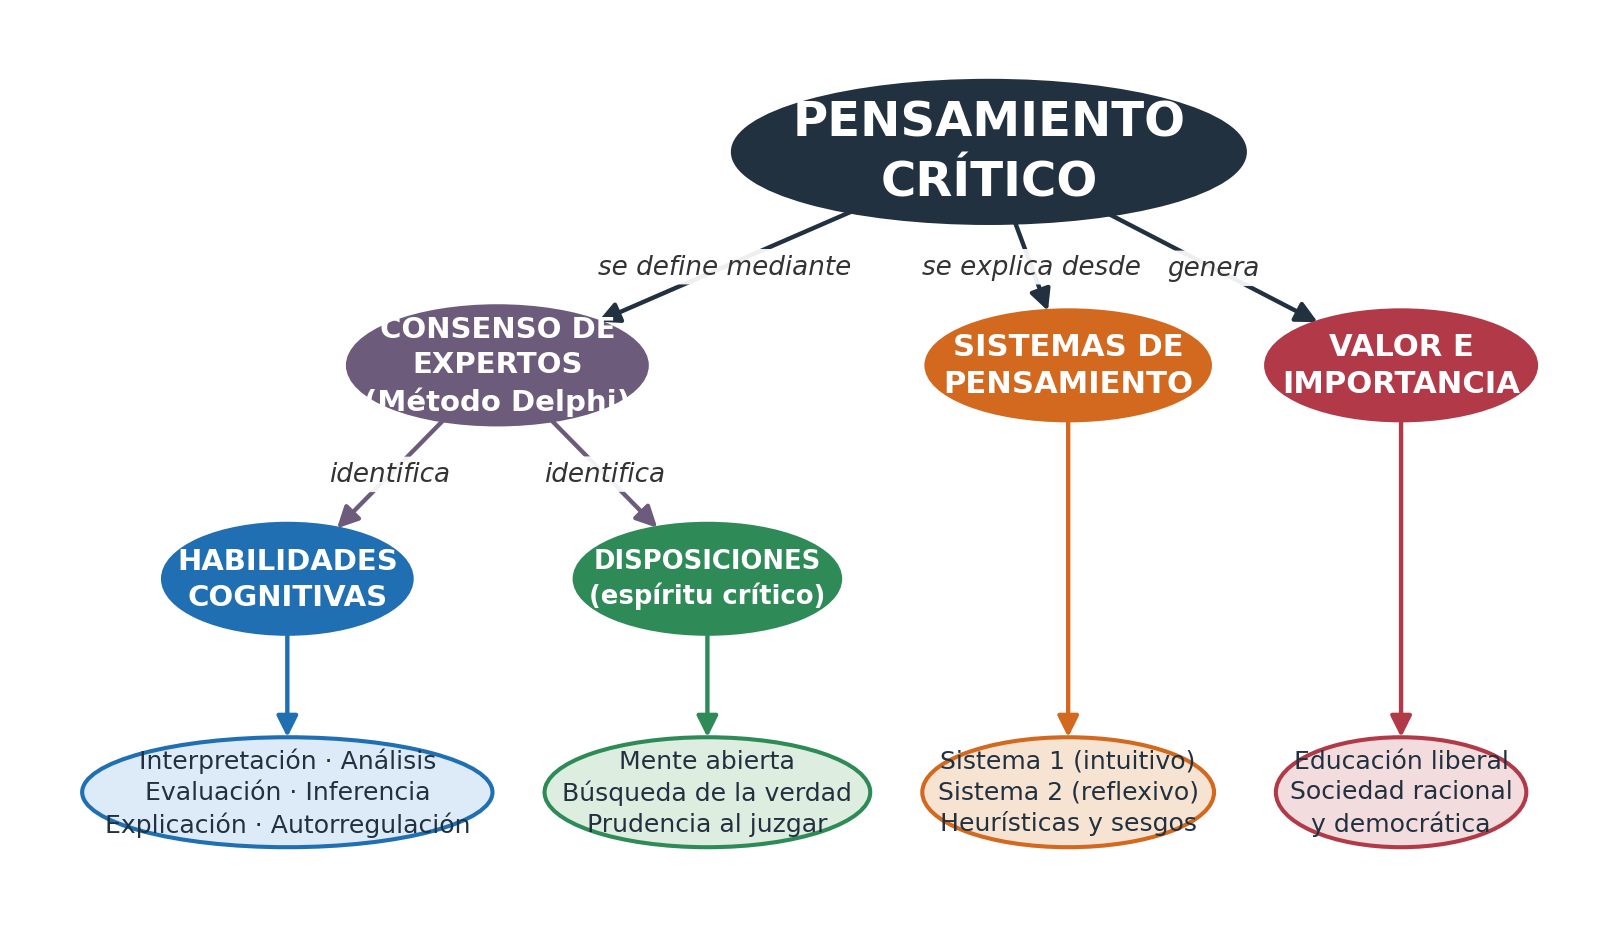 PENSAMIENTO
CRÍTICO
se define mediante
se explica desde
genera
CONSENSO DE
EXPERTOS
(Método Delphi)
SISTEMAS DE
PENSAMIENTO
VALOR E
IMPORTANCIA
identifica
identifica
HABILIDADES
COGNITIVAS
DISPOSICIONES
(espíritu crítico)
Interpretación · Análisis
Evaluación · Inferencia
Explicación · Autorregulación
Mente abierta
Búsqueda de la verdad
Prudencia al juzgar
Sistema 1 (intuitivo)
Sistema 2 (reflexivo)
Heurísticas y sesgos
Educación liberal
Sociedad racional
y democrática